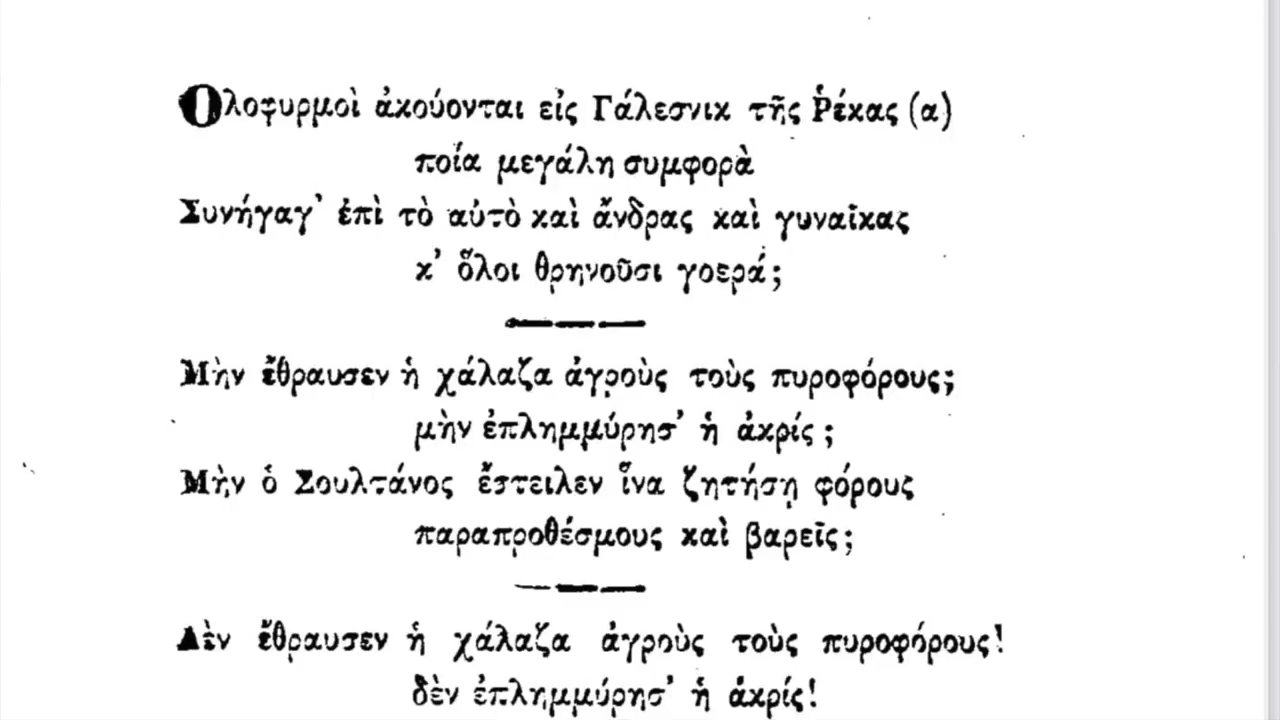 Ὀλοφυρμοὶ ἀκούονται εἰς Γάλεσνικ τῆς Ῥέκας (α)
ποία μεγάλη συμφορὰ
Συνήγαγ' ἐπὶ τὸ αὐτὸ καὶ ἄνδρας καὶ γυναῖκας
κ' ὅλοι θρηνοῦσι γοερά;
Μὴν ἔθραυσεν ἡ χάλαζα ἀγροὺς τοὺς πυροφόρους;
μὴν ἐπλημμύρησ' ἡ ἀκρίς;
Μὴν ὁ Σουλτάνος ἔστειλεν ἵνα ζητήσῃ φόρους
παραπροθέσμους καὶ βαρεῖς;
Δὲν ἔθραυσεν ἡ χάλαζα ἀγροὺς τοὺς πυροφόρους!
δὲν ἐπλημμύρησ' ἡ ἀκρίς!